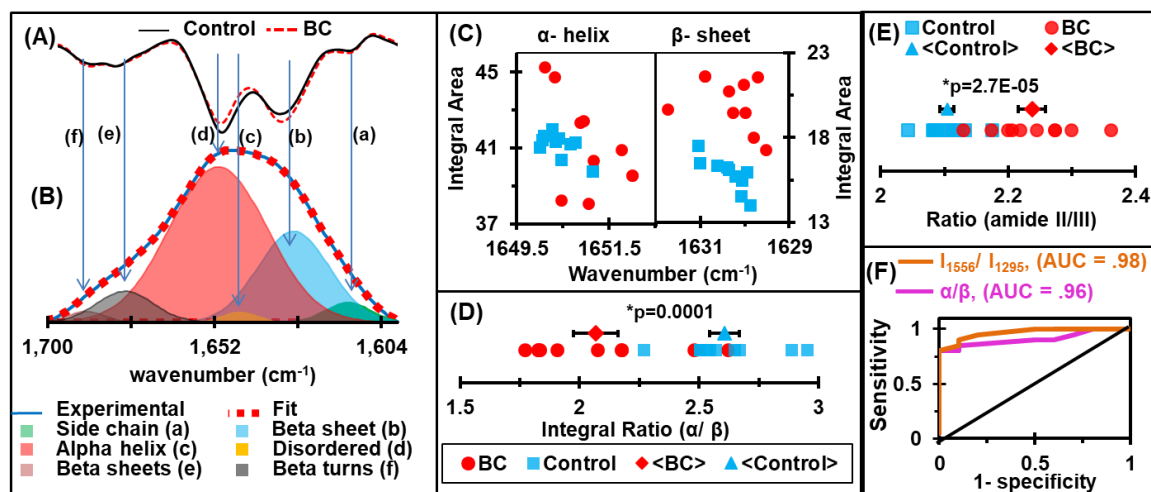 (A)
Control
BC
(f)
(e)
(d)
(c)
(b)
(a)
(B)
1,700
1,652
1,604
wavenumber (cm-1)
Experimental
Fit
Side chain (a)
Beta sheet (b)
Alpha helix (c)
Disordered (d)
Beta sheets (e)
Beta turns (f)
(C)
α- helix
β- sheet
Integral Area
45
41
37
23
18
13
Integral Area
1649.5
1651.5
1631
1629
Wavenumber (cm-1)
(D)
*p=0.0001
1.5
2
2.5
3
Integral Ratio (α/ β)
BC
Control
<BC>
<Control>
(E)
Control
BC
<Control>
<BC>
*p=2.7E-05
2
2.2
2.4
Ratio (amide II/III)
(F)
I1556/ I1295, (AUC = .98)
α/β, (AUC = .96)
Sensitivity
1
0.5
0
0
0.5
1
1- specificity